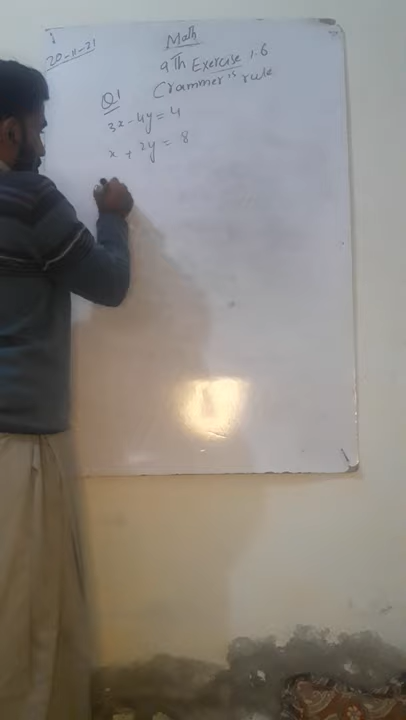 Math
20-11-21
9Th Exercise 1.6
Crammer's rule
Q1
3x - 4y = 4
x + 2y = 8